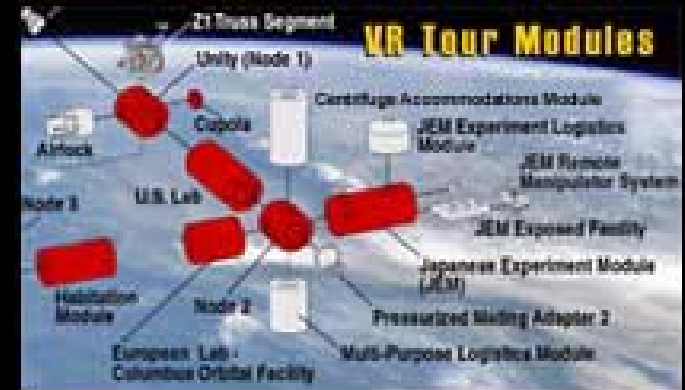 Z1 Truss Segment
VR Tour Modules
Unity (Node 1)
Centrifuge Accommodations Module
Cupola
JEM Experiment Logistics
Module
Airlock
JEM Remote
Manipulator System
U.S. Lab
Node 3
JEM Exposed Facility
Japanese Experiment Module
(JEM)
Habitation
Module
Node 2
Pressurized Mating Adapter 2
European Lab -
Columbus Orbital Facility
Multi-Purpose Logistics Module